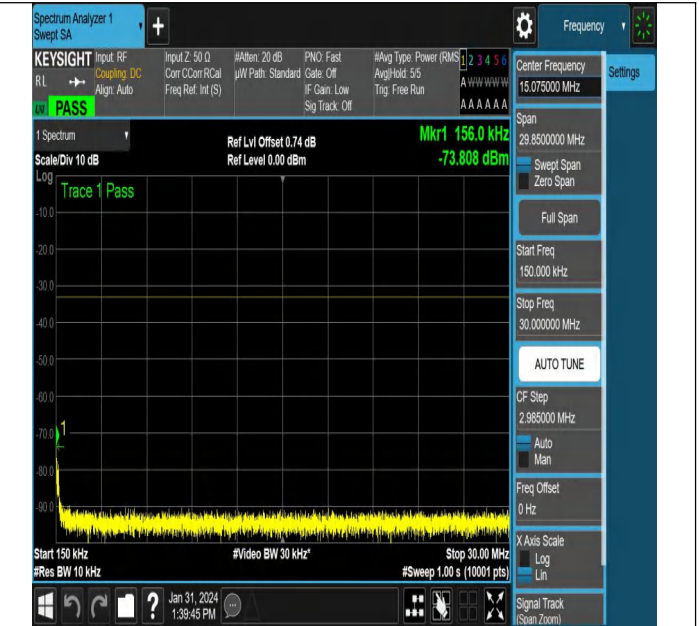 Spectrum Analyzer 1
Swept SA
+
Frequency
KEYSIGHT
RL
PASS
Input: RF
Coupling: DC
Align: Auto
Input Z: 50 Ω
Corr CCorr RCal
Freq Ref: Int (S)
#Atten: 20 dB
µW Path: Standard
PNO: Fast
Gate: Off
IF Gain: Low
Sig Track: Off
#Avg Type: Power (RMS
Avg|Hold: 5/5
Trig: Free Run
1 2 3 4 5 6
A W W W W W
A A A A A A
1 Spectrum
Scale/Div 10 dB
Ref Lvl Offset 0.74 dB
Ref Level 0.00 dBm
Mkr1 156.0 kHz
-73.808 dBm
Log
Trace 1 Pass
-10.0
-20.0
-30.0
-40.0
-50.0
-60.0
-70.0
-80.0
-90.0
1
Start 150 kHz
#Res BW 10 kHz
#Video BW 30 kHz*
Stop 30.00 MHz
#Sweep 1.00 s (10001 pts)
?
Jan 31, 2024
1:39:45 PM
Center Frequency
15.075000 MHz
Settings
Span
29.8500000 MHz
Swept Span
Zero Span
Full Span
Start Freq
150.000 kHz
Stop Freq
30.000000 MHz
AUTO TUNE
CF Step
2.985000 MHz
Auto
Man
Freq Offset
0 Hz
X Axis Scale
Log
Lin
Signal Track
(Span Zoom)